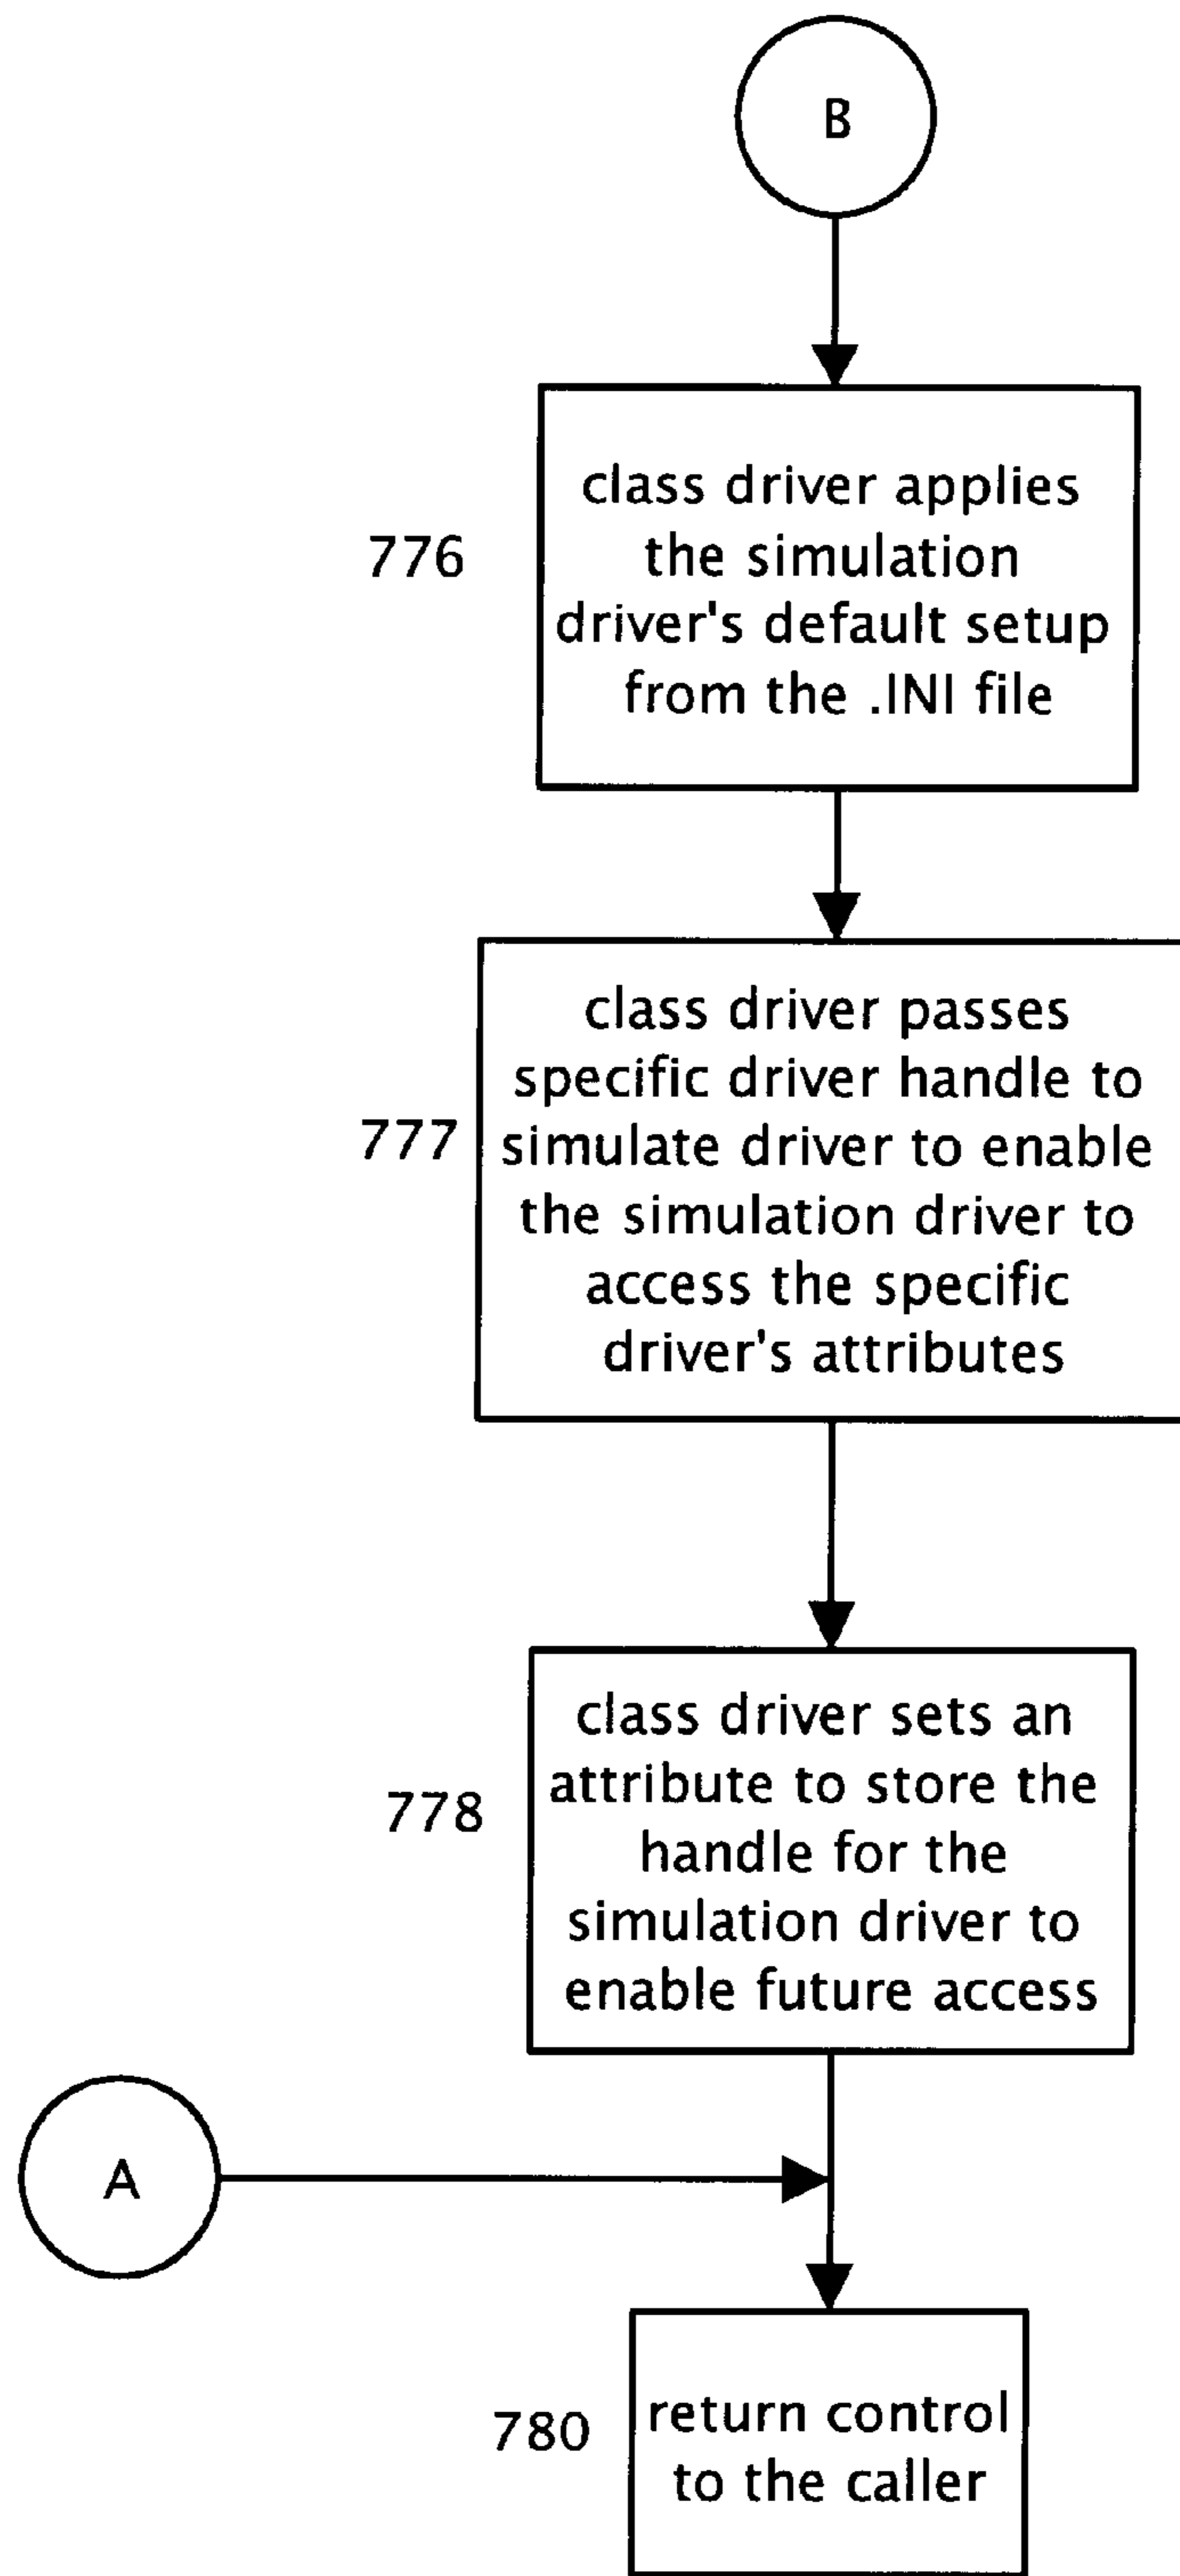 B
776
class driver applies
the simulation
driver's default setup
from the .INI file
777
class driver passes
specific driver handle to
simulate driver to enable
the simulation driver to
access the specific
driver's attributes
778
class driver sets an
attribute to store the
handle for the
simulation driver to
enable future access
A
780
return control
to the caller